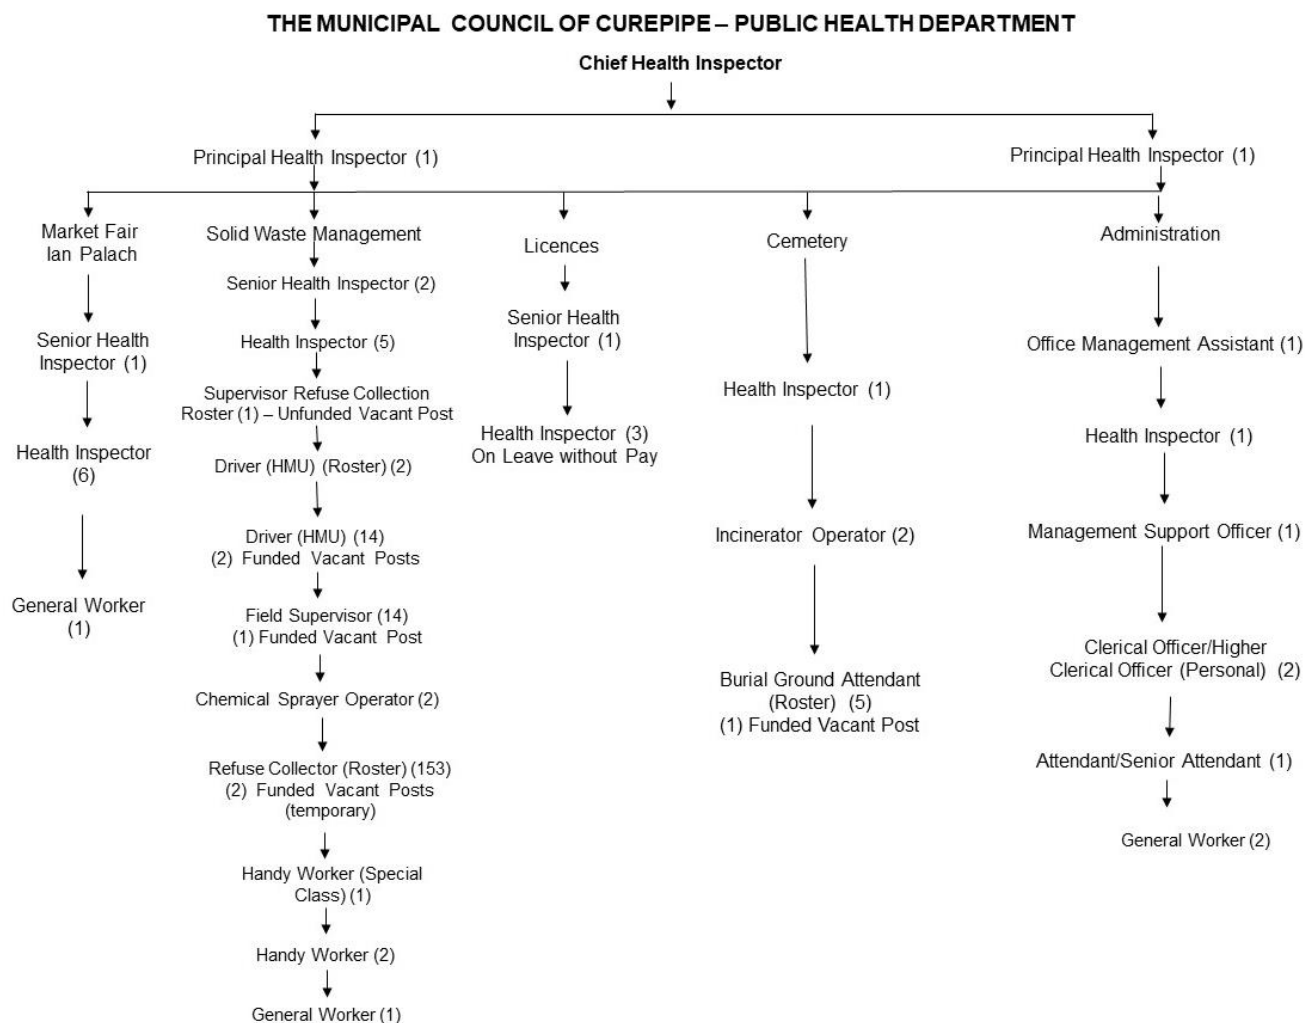 THE MUNICIPAL COUNCIL OF CUREPIPE – PUBLIC HEALTH DEPARTMENT
Chief Health Inspector
Principal Health Inspector (1)
Principal Health Inspector (1)
Market Fair
Ian Palach
Senior Health
Inspector (1)
Health Inspector
(6)
General Worker
(1)
Solid Waste Management
Senior Health Inspector (2)
Health Inspector (5)
Supervisor Refuse Collection
Roster (1) – Unfunded Vacant Post
Driver (HMU) (Roster) (2)
Driver (HMU) (14)
(2) Funded Vacant Posts
Field Supervisor (14)
(1) Funded Vacant Post
Chemical Sprayer Operator (2)
Refuse Collector (Roster) (153)
(2) Funded Vacant Posts
(temporary)
Handy Worker (Special
Class) (1)
Handy Worker (2)
General Worker (1)
Licences
Senior Health
Inspector (1)
Health Inspector (3)
On Leave without Pay
Cemetery
Health Inspector (1)
Incinerator Operator (2)
Burial Ground Attendant
(Roster) (5)
(1) Funded Vacant Post
Administration
Office Management Assistant (1)
Health Inspector (1)
Management Support Officer (1)
Clerical Officer/Higher
Clerical Officer (Personal) (2)
Attendant/Senior Attendant (1)
General Worker (2)